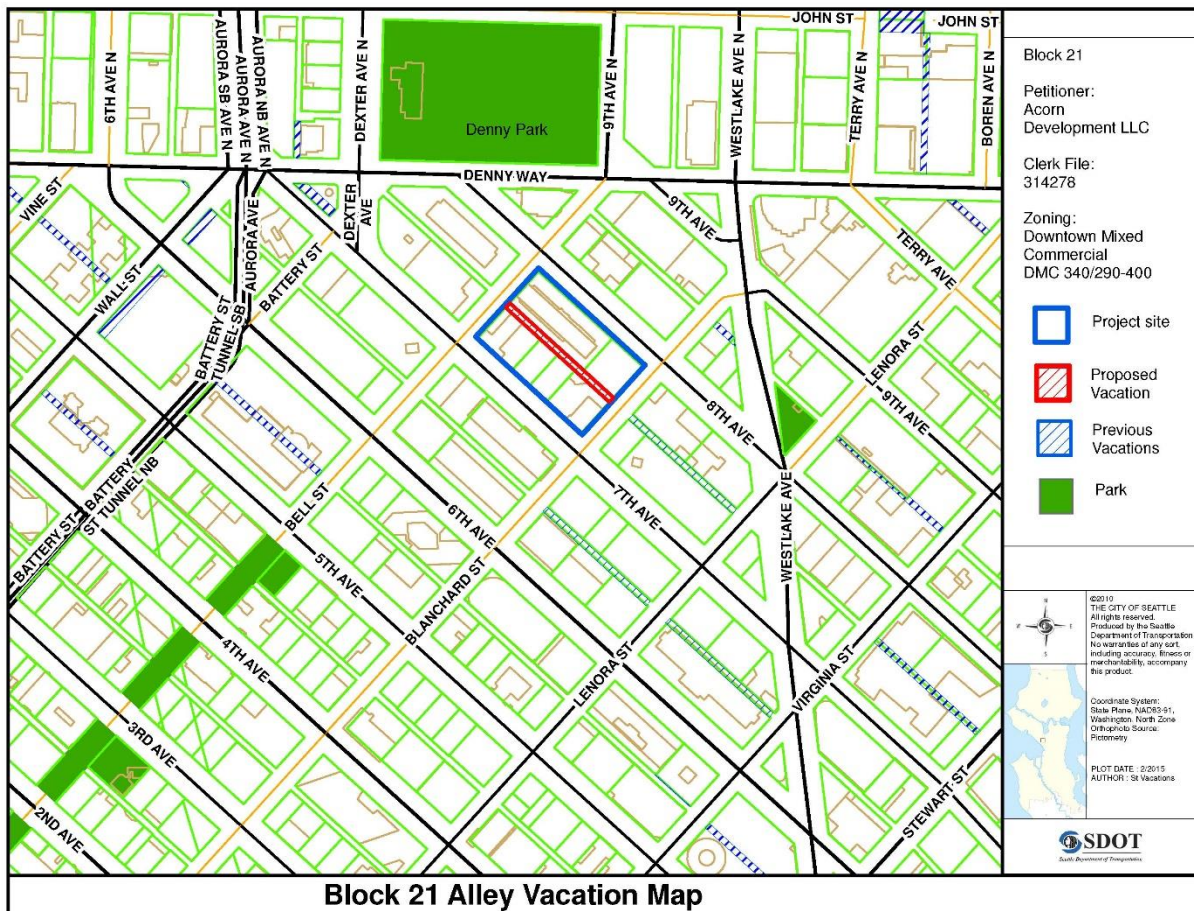 JOHN ST
JOHN ST
6TH AVE N
AURORA SB AVE N
AURORA AVE N
AURORA NB AVE N
DEXTER AVE N
Denny Park
9TH AVE N
WESTLAKE AVE N
TERRY AVE N
BOREN AVE N
DENNY WAY
VINE ST
WALL ST
AURORA AVE
BATTERY ST
DEXTER
AVE
9TH AVE
TERRY AVE
BATTERY ST
TUNNEL SB
LENORA ST
9TH AVE
8TH AVE
7TH AVE
BATTERY ST
BATTERY
ST TUNNEL NB
BELL ST
6TH AVE
5TH AVE
BLANCHARD ST
WESTLAKE AVE
4TH AVE
LENORA ST
VIRGINIA ST
3RD AVE
STEWART ST
2ND AVE
Block 21
Petitioner:
Acorn
Development LLC
Clerk File:
314278
Zoning:
Downtown Mixed
Commercial
DMC 340/290-400
Project site
Proposed
Vacation
Previous
Vacations
Park
N
W
E
S
©2010
THE CITY OF SEATTLE
All rights reserved.
Produced by the Seattle
Department of Transportation
No warranties of any sort,
including accuracy, fitness or
merchantability, accompany
this product.
Coordinate System:
State Plane, NAD83-91,
Washington, North Zone
Orthophoto Source:
Pictometry
PLOT DATE : 2/2015
AUTHOR : St Vacations
SDOT
Seattle Department of Transportation
Block 21 Alley Vacation Map